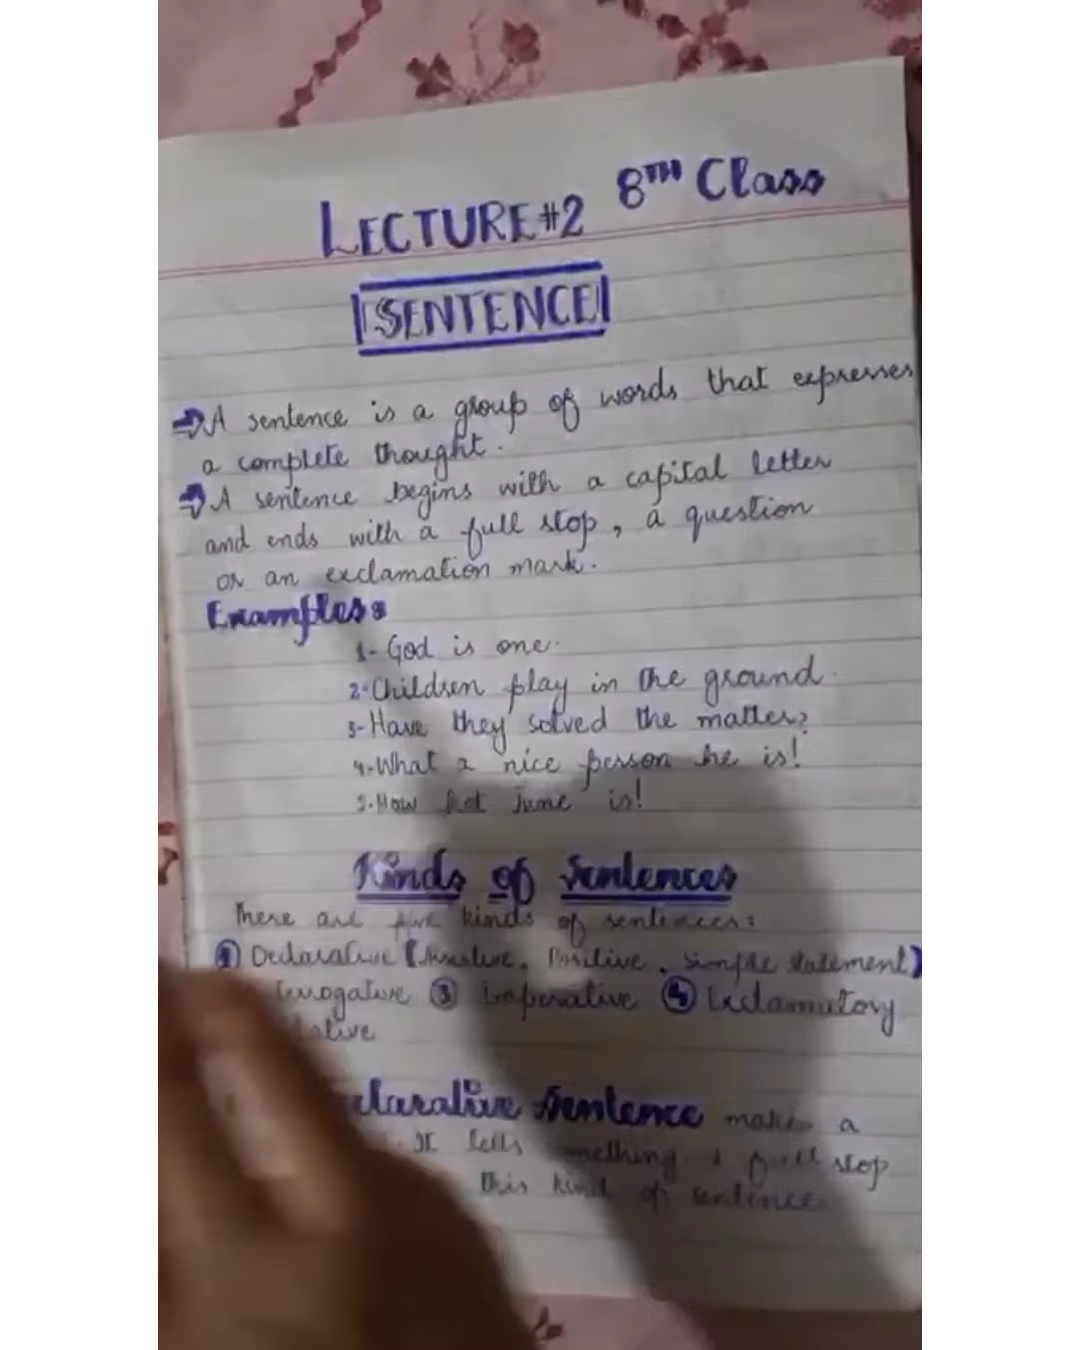 8TH Class
LECTURE #2
SENTENCE
A sentence is a group of words that expresses
a complete thought.
A sentence begins with a capital letter
and ends with a full stop, a question
or an exclamation mark.
Examples:
1- God is one.
2- Children play in the ground.
3- Have they solved the matter?
4- What a nice person he is!
5- How hot June is!
Kinds of Sentences
There are five kinds of sentences:
① Declarative (Assertive, Positive, Simple statement)
③ Imperative ④ Exclamatory
Sentence makes a
It tells something full stop
this kind of sentence.